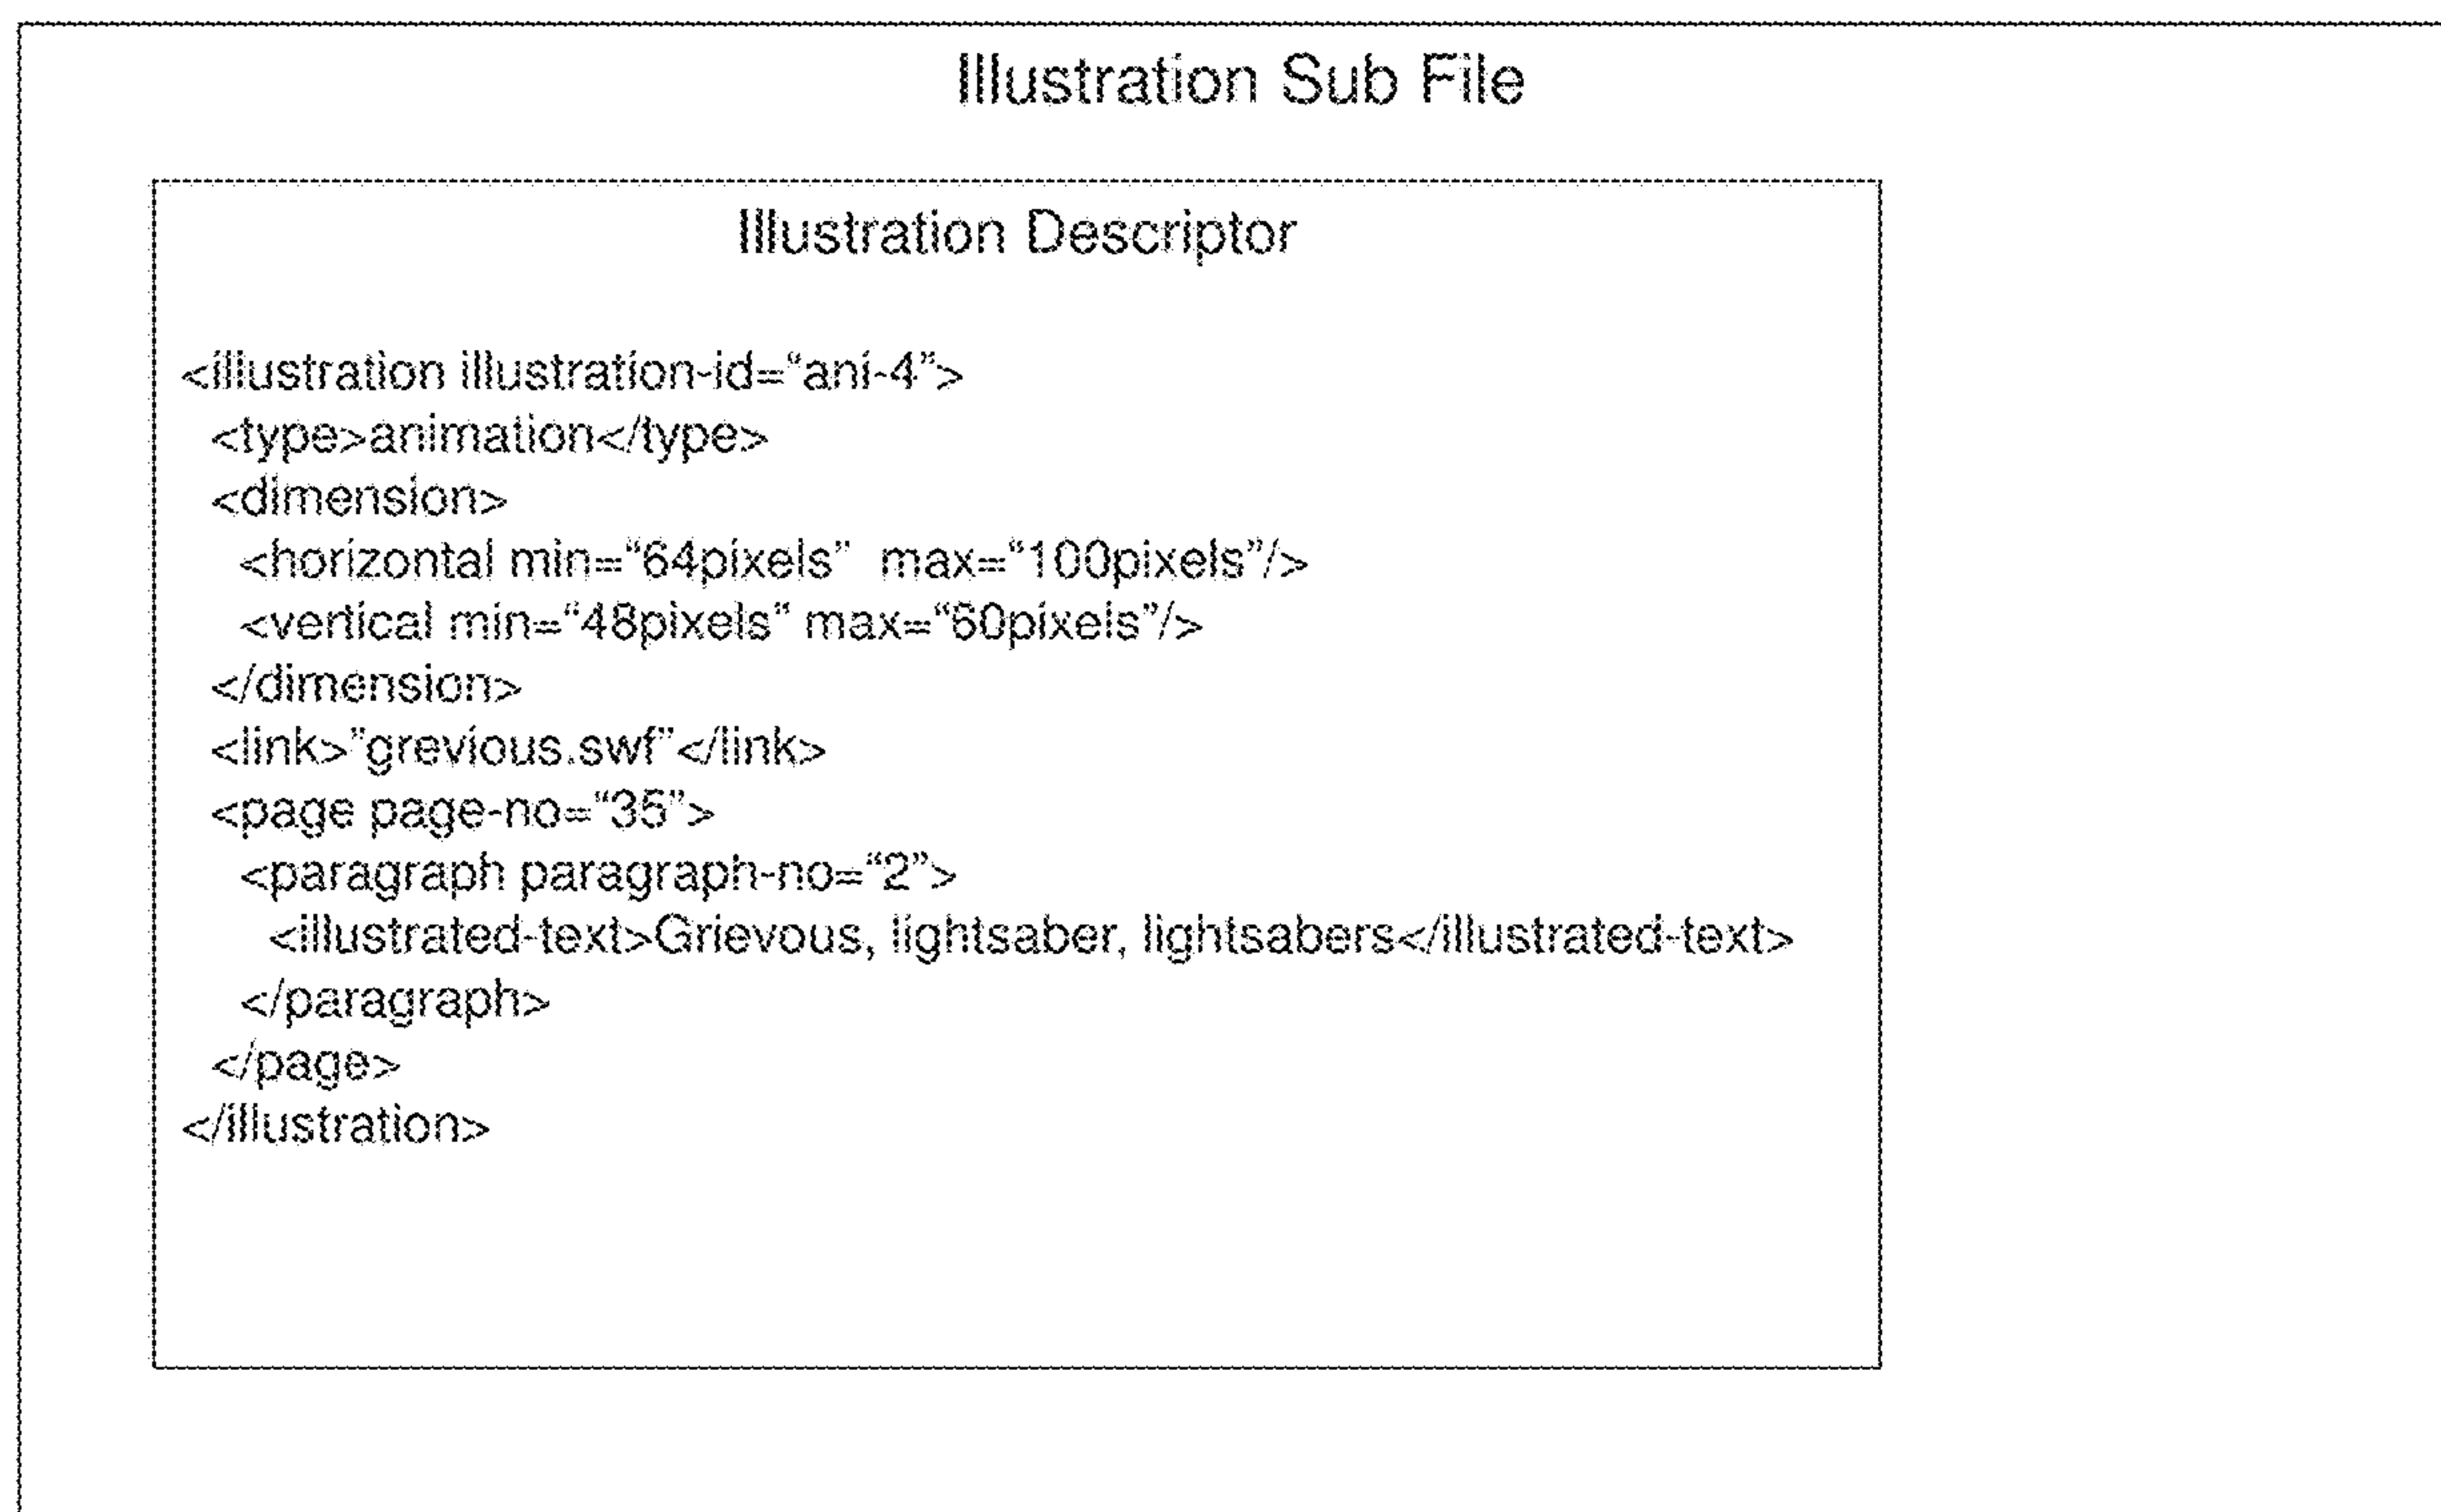 Illustration Sub File
Illustration Descriptor
<illustration illustration-id=“ani-4”>
<type>animation</type>
<dimension>
<horizontal min=“64pixels” max=“100pixels”/>
<vertical min=“48pixels” max=“60pixels”/>
</dimension>
<link>”grevious.swf”</link>
<page page-no=“35”>
<paragraph paragraph-no=“2”>
<illustrated-text>Grievous, lightsaber, lightsabers</illustrated-text>
</paragraph>
</page>
</illustration>